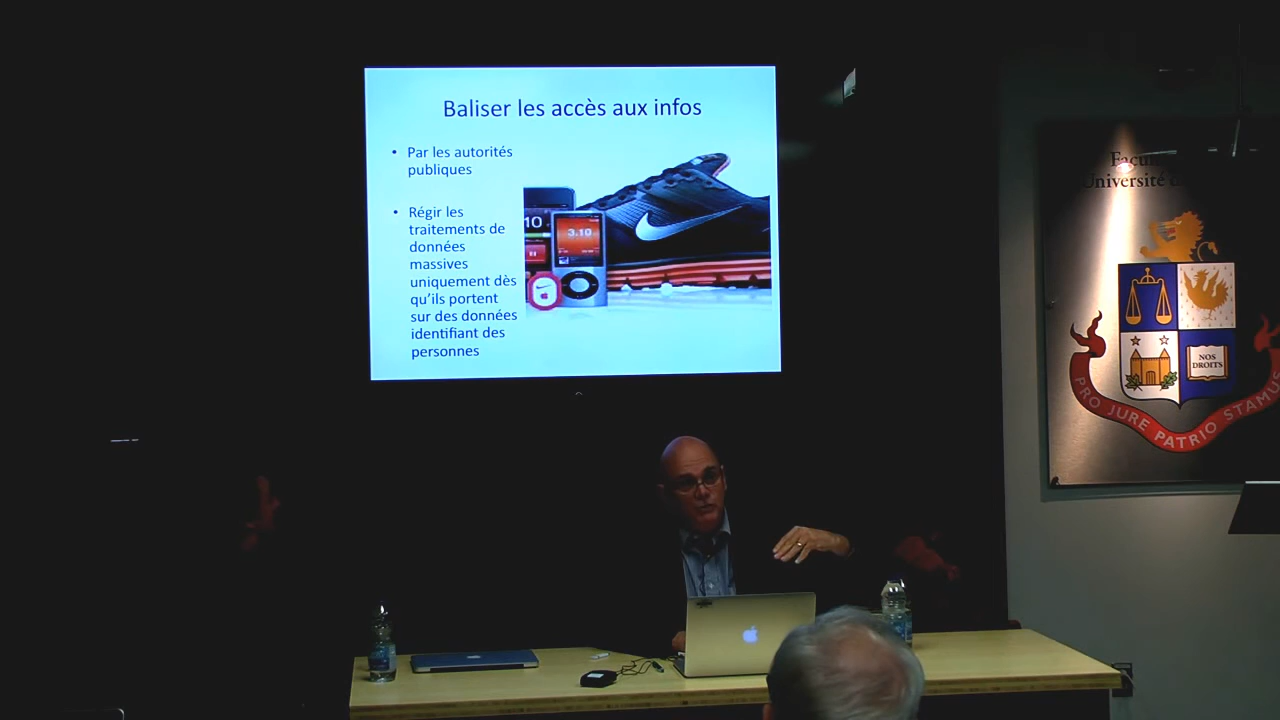 Baliser les accès aux infos
• Par les autorités
publiques
• Régir les
traitements de
données
massives
uniquement dès
qu'ils portent
sur des données
identifiant des
personnes
10
3.10
Université
NOS
DROITS
PRO JURE PATRIO STAMUS